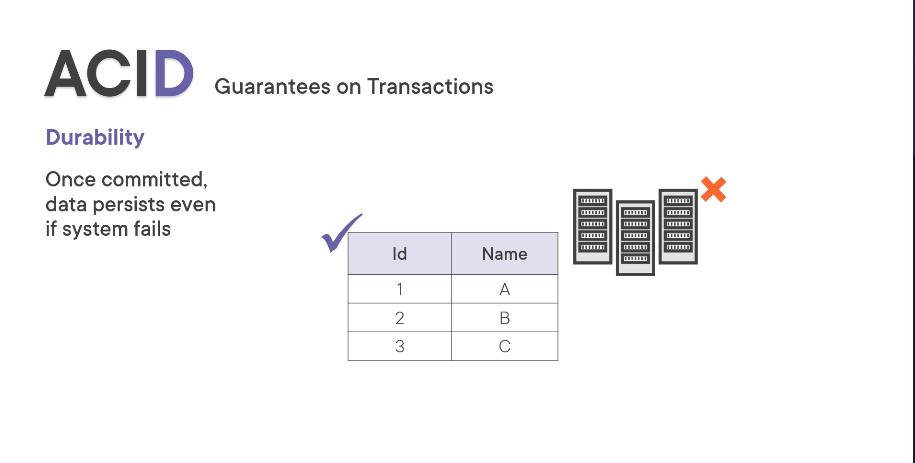 ACID Guarantees on Transactions
Durability
Once committed,
data persists even
if system fails
Id Name
1 A
2 B
3 C